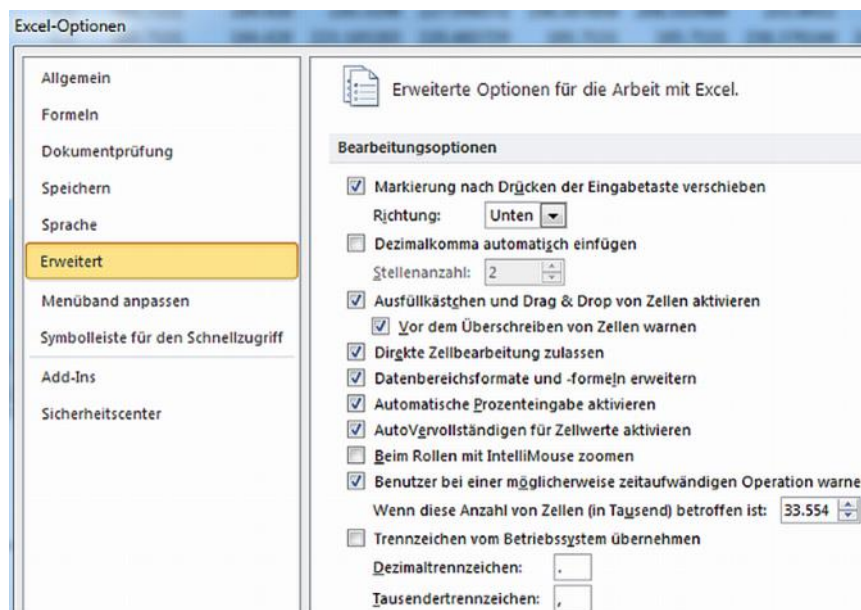 Excel-Optionen
Allgemein
Formeln
Dokumentprüfung
Speichern
Sprache
Erweitert
Menüband anpassen
Symbolleiste für den Schnellzugriff
Add-Ins
Sicherheitscenter
Erweiterte Optionen für die Arbeit mit Excel.
Bearbeitungsoptionen
Markierung nach Drücken der Eingabetaste verschieben
Richtung: Unten
Dezimalkomma automatisch einfügen
Stellenanzahl: 2
Ausfüllkästchen und Drag & Drop von Zellen aktivieren
Vor dem Überschreiben von Zellen warnen
Direkte Zellbearbeitung zulassen
Datenbereichsformate und -formeln erweitern
Automatische Prozenteingabe aktivieren
AutoVervollständigen für Zellwerte aktivieren
Beim Rollen mit IntelliMouse zoomen
Benutzer bei einer möglicherweise zeitaufwändigen Operation warne
Wenn diese Anzahl von Zellen (in Tausend) betroffen ist: 33.554
Trennzeichen vom Betriebssystem übernehmen
Dezimaltrennzeichen: .
Tausendertrennzeichen: ,